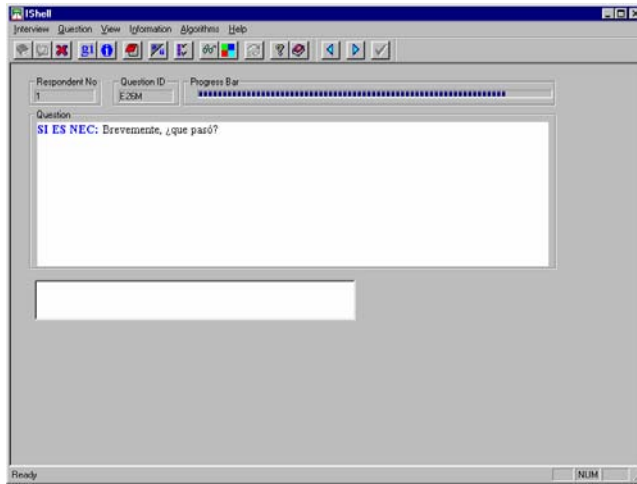 IShell
Interview Question View Information Algorithms Help
Respondent No
Question ID
Progress Bar
1
E26M
Question
SI ES NEC: Brevemente, ¿que pasó?
Ready
NUM